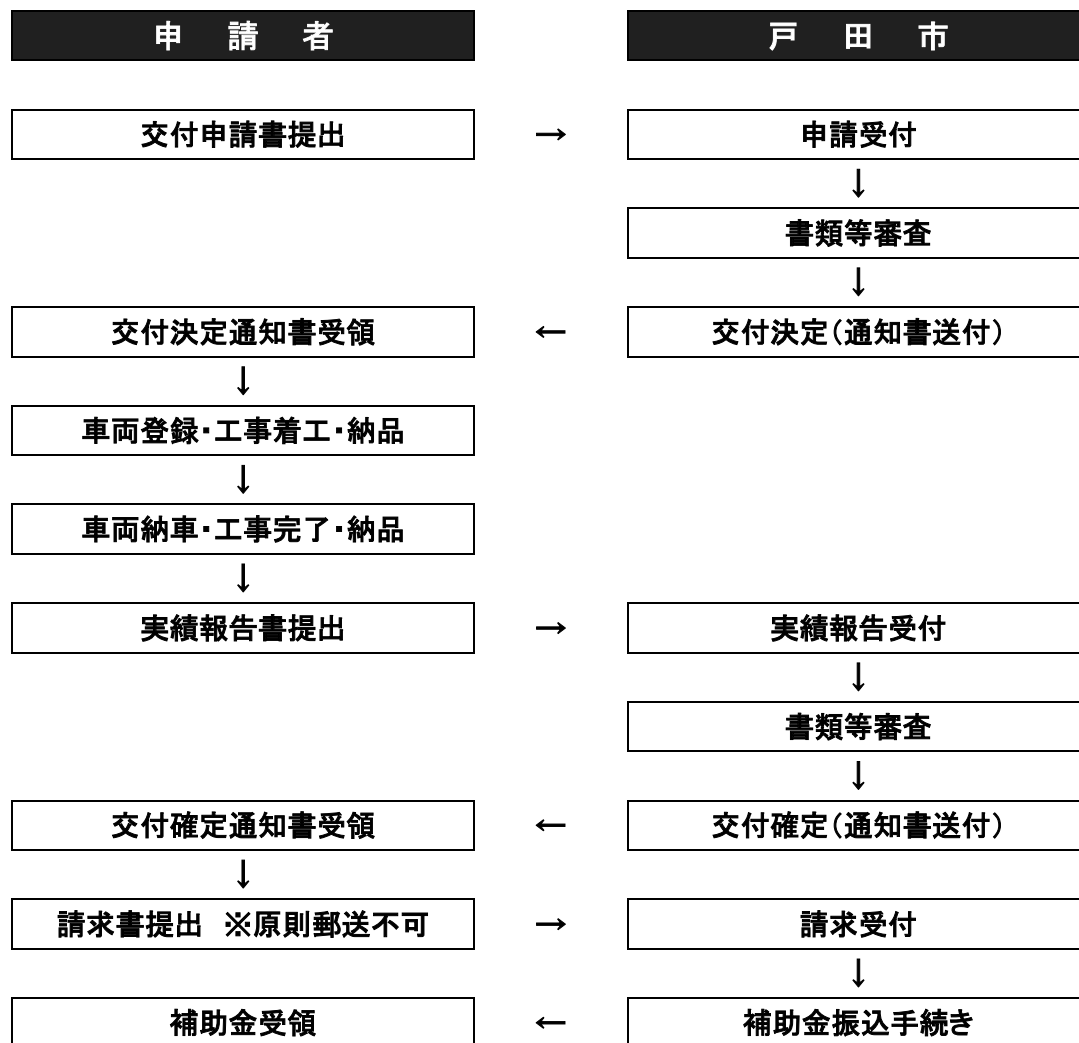 申 請 者
戸 田 市
交付申請書提出
→
申請受付
↓
書類等審査
↓
交付決定通知書受領
←
交付決定（通知書送付）
↓
車両登録・工事着工・納品
↓
車両納車・工事完了・納品
↓
実績報告書提出
→
実績報告受付
↓
書類等審査
↓
交付確定通知書受領
←
交付確定（通知書送付）
↓
請求書提出　※原則郵送不可
→
請求受付
↓
補助金受領
←
補助金振込手続き